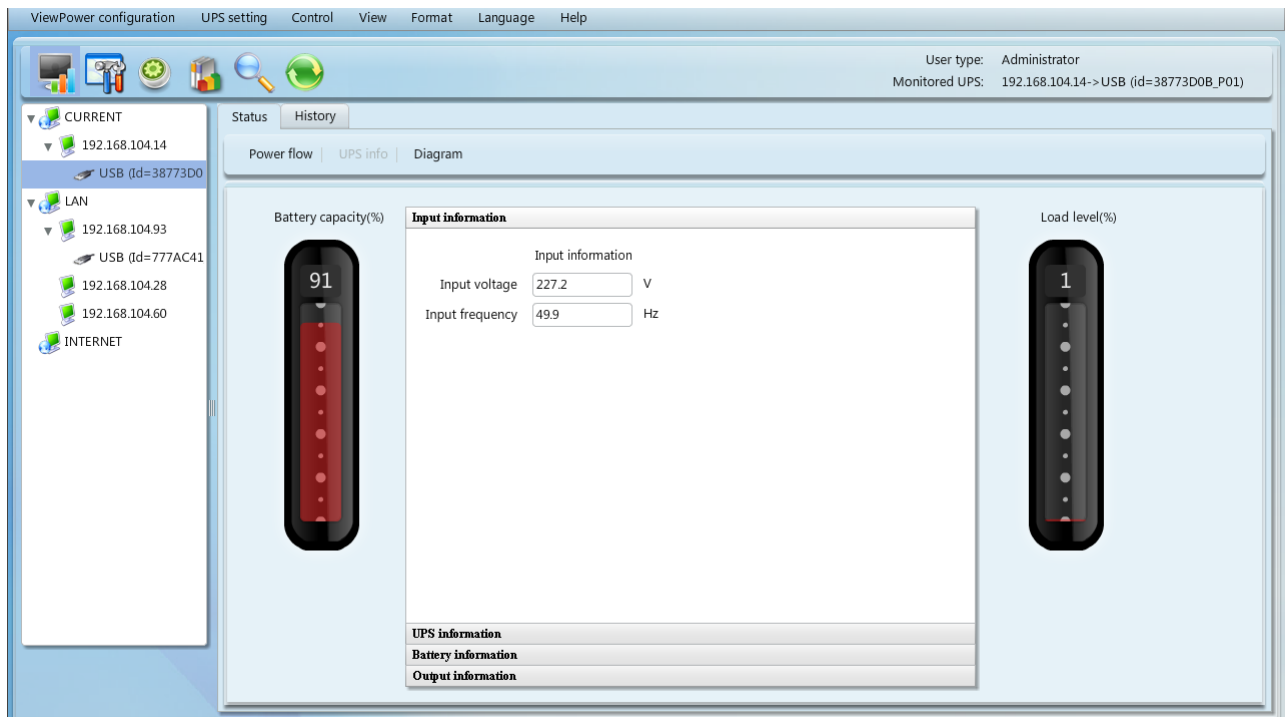 ViewPower configuration UPS setting Control View Format Language Help
User type: Administrator
Monitored UPS: 192.168.104.14->USB (id=38773D0B_P01)
CURRENT
192.168.104.14
USB (Id=38773D0
LAN
192.168.104.93
USB (Id=777AC41
192.168.104.28
192.168.104.60
INTERNET
Status History
Power flow | UPS info | Diagram
Battery capacity(%)
91
Input information
Input information
Input voltage 227.2 V
Input frequency 49.9 Hz
UPS information
Battery information
Output information
Load level(%)
1